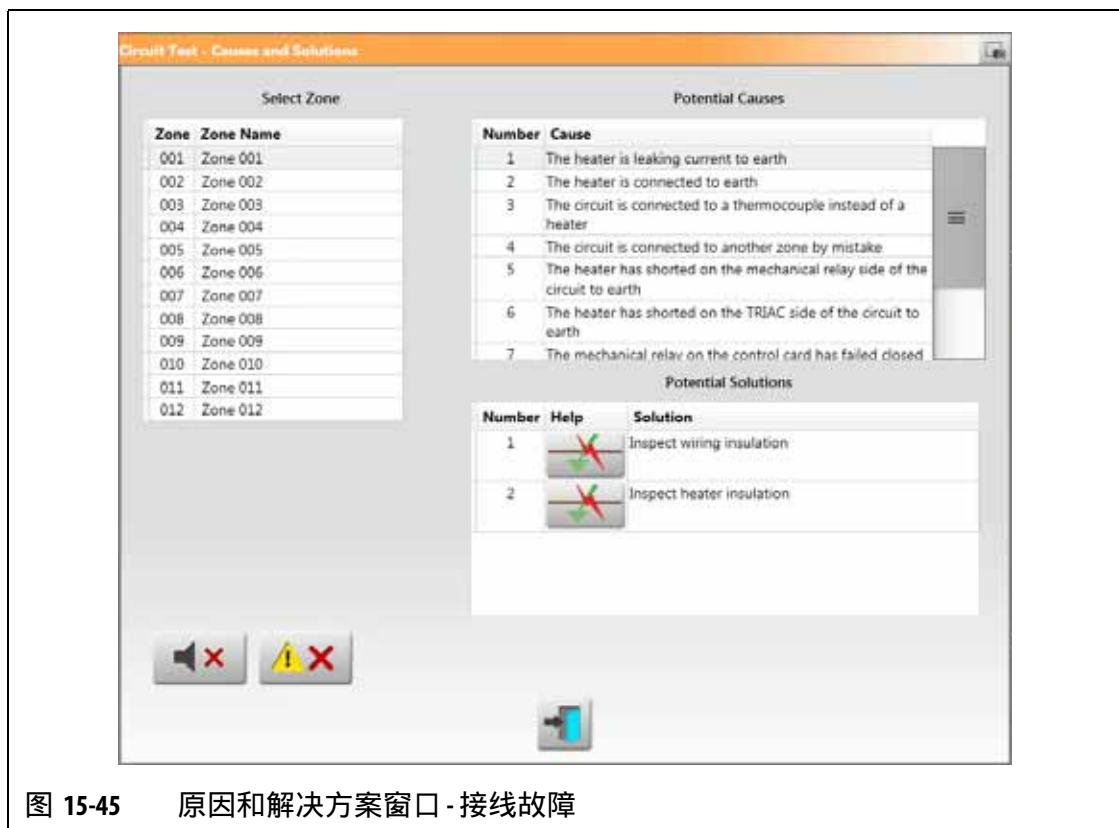 Circuit Test - Causes and Solutions
Select Zone
Zone Zone Name
001 Zone 001
002 Zone 002
003 Zone 003
004 Zone 004
005 Zone 005
006 Zone 006
007 Zone 007
008 Zone 008
009 Zone 009
010 Zone 010
011 Zone 011
012 Zone 012
Potential Causes
Number Cause
1 The heater is leaking current to earth
2 The heater is connected to earth
3 The circuit is connected to a thermocouple instead of a
heater
4 The circuit is connected to another zone by mistake
5 The heater has shorted on the mechanical relay side of the
circuit to earth
6 The heater has shorted on the TRIAC side of the circuit to
earth
7 The mechanical relay on the control card has failed closed
Potential Solutions
Number Help Solution
1 Inspect wiring insulation
2 Inspect heater insulation
图 15-45 原因和解决方案窗口 - 接线故障